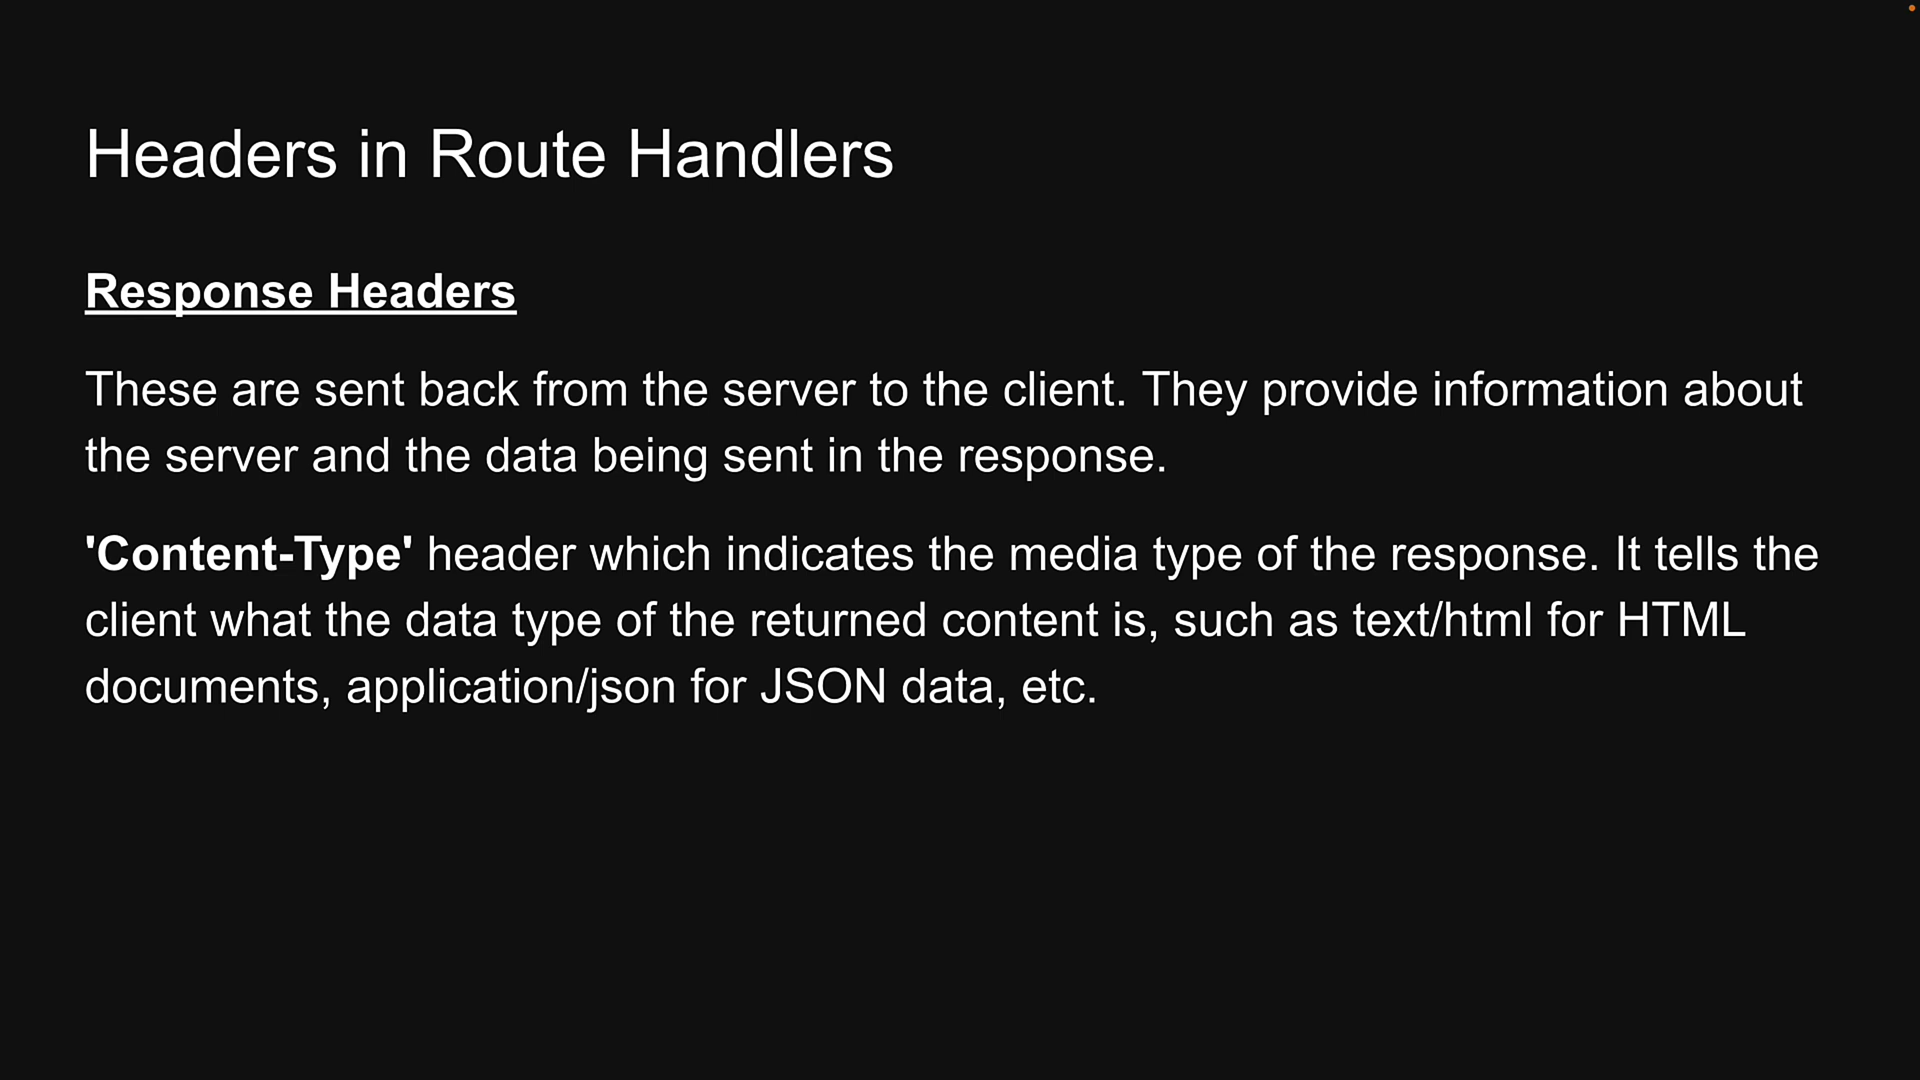 Headers in Route Handlers
Response Headers
These are sent back from the server to the client. They provide information about
the server and the data being sent in the response.
'Content-Type' header which indicates the media type of the response. It tells the
client what the data type of the returned content is, such as text/html for HTML
documents, application/json for JSON data, etc.